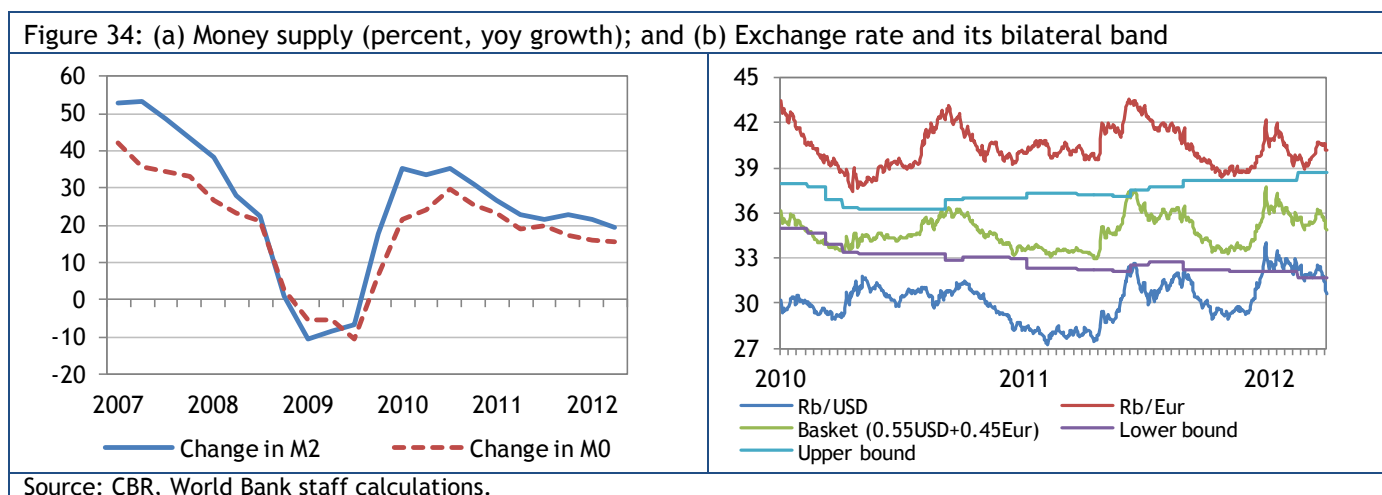 Figure 34: (a) Money supply (percent, yoy growth); and (b) Exchange rate and its bilateral band
60
50
40
30
20
10
0
-10
-20
2007 2008 2009 2010 2011 2012
Change in M2 Change in M0
45
42
39
36
33
30
27
2010 2011 2012
Rb/USD Rb/Eur
Basket (0.55USD+0.45Eur) Lower bound
Upper bound
Source: CBR, World Bank staff calculations.